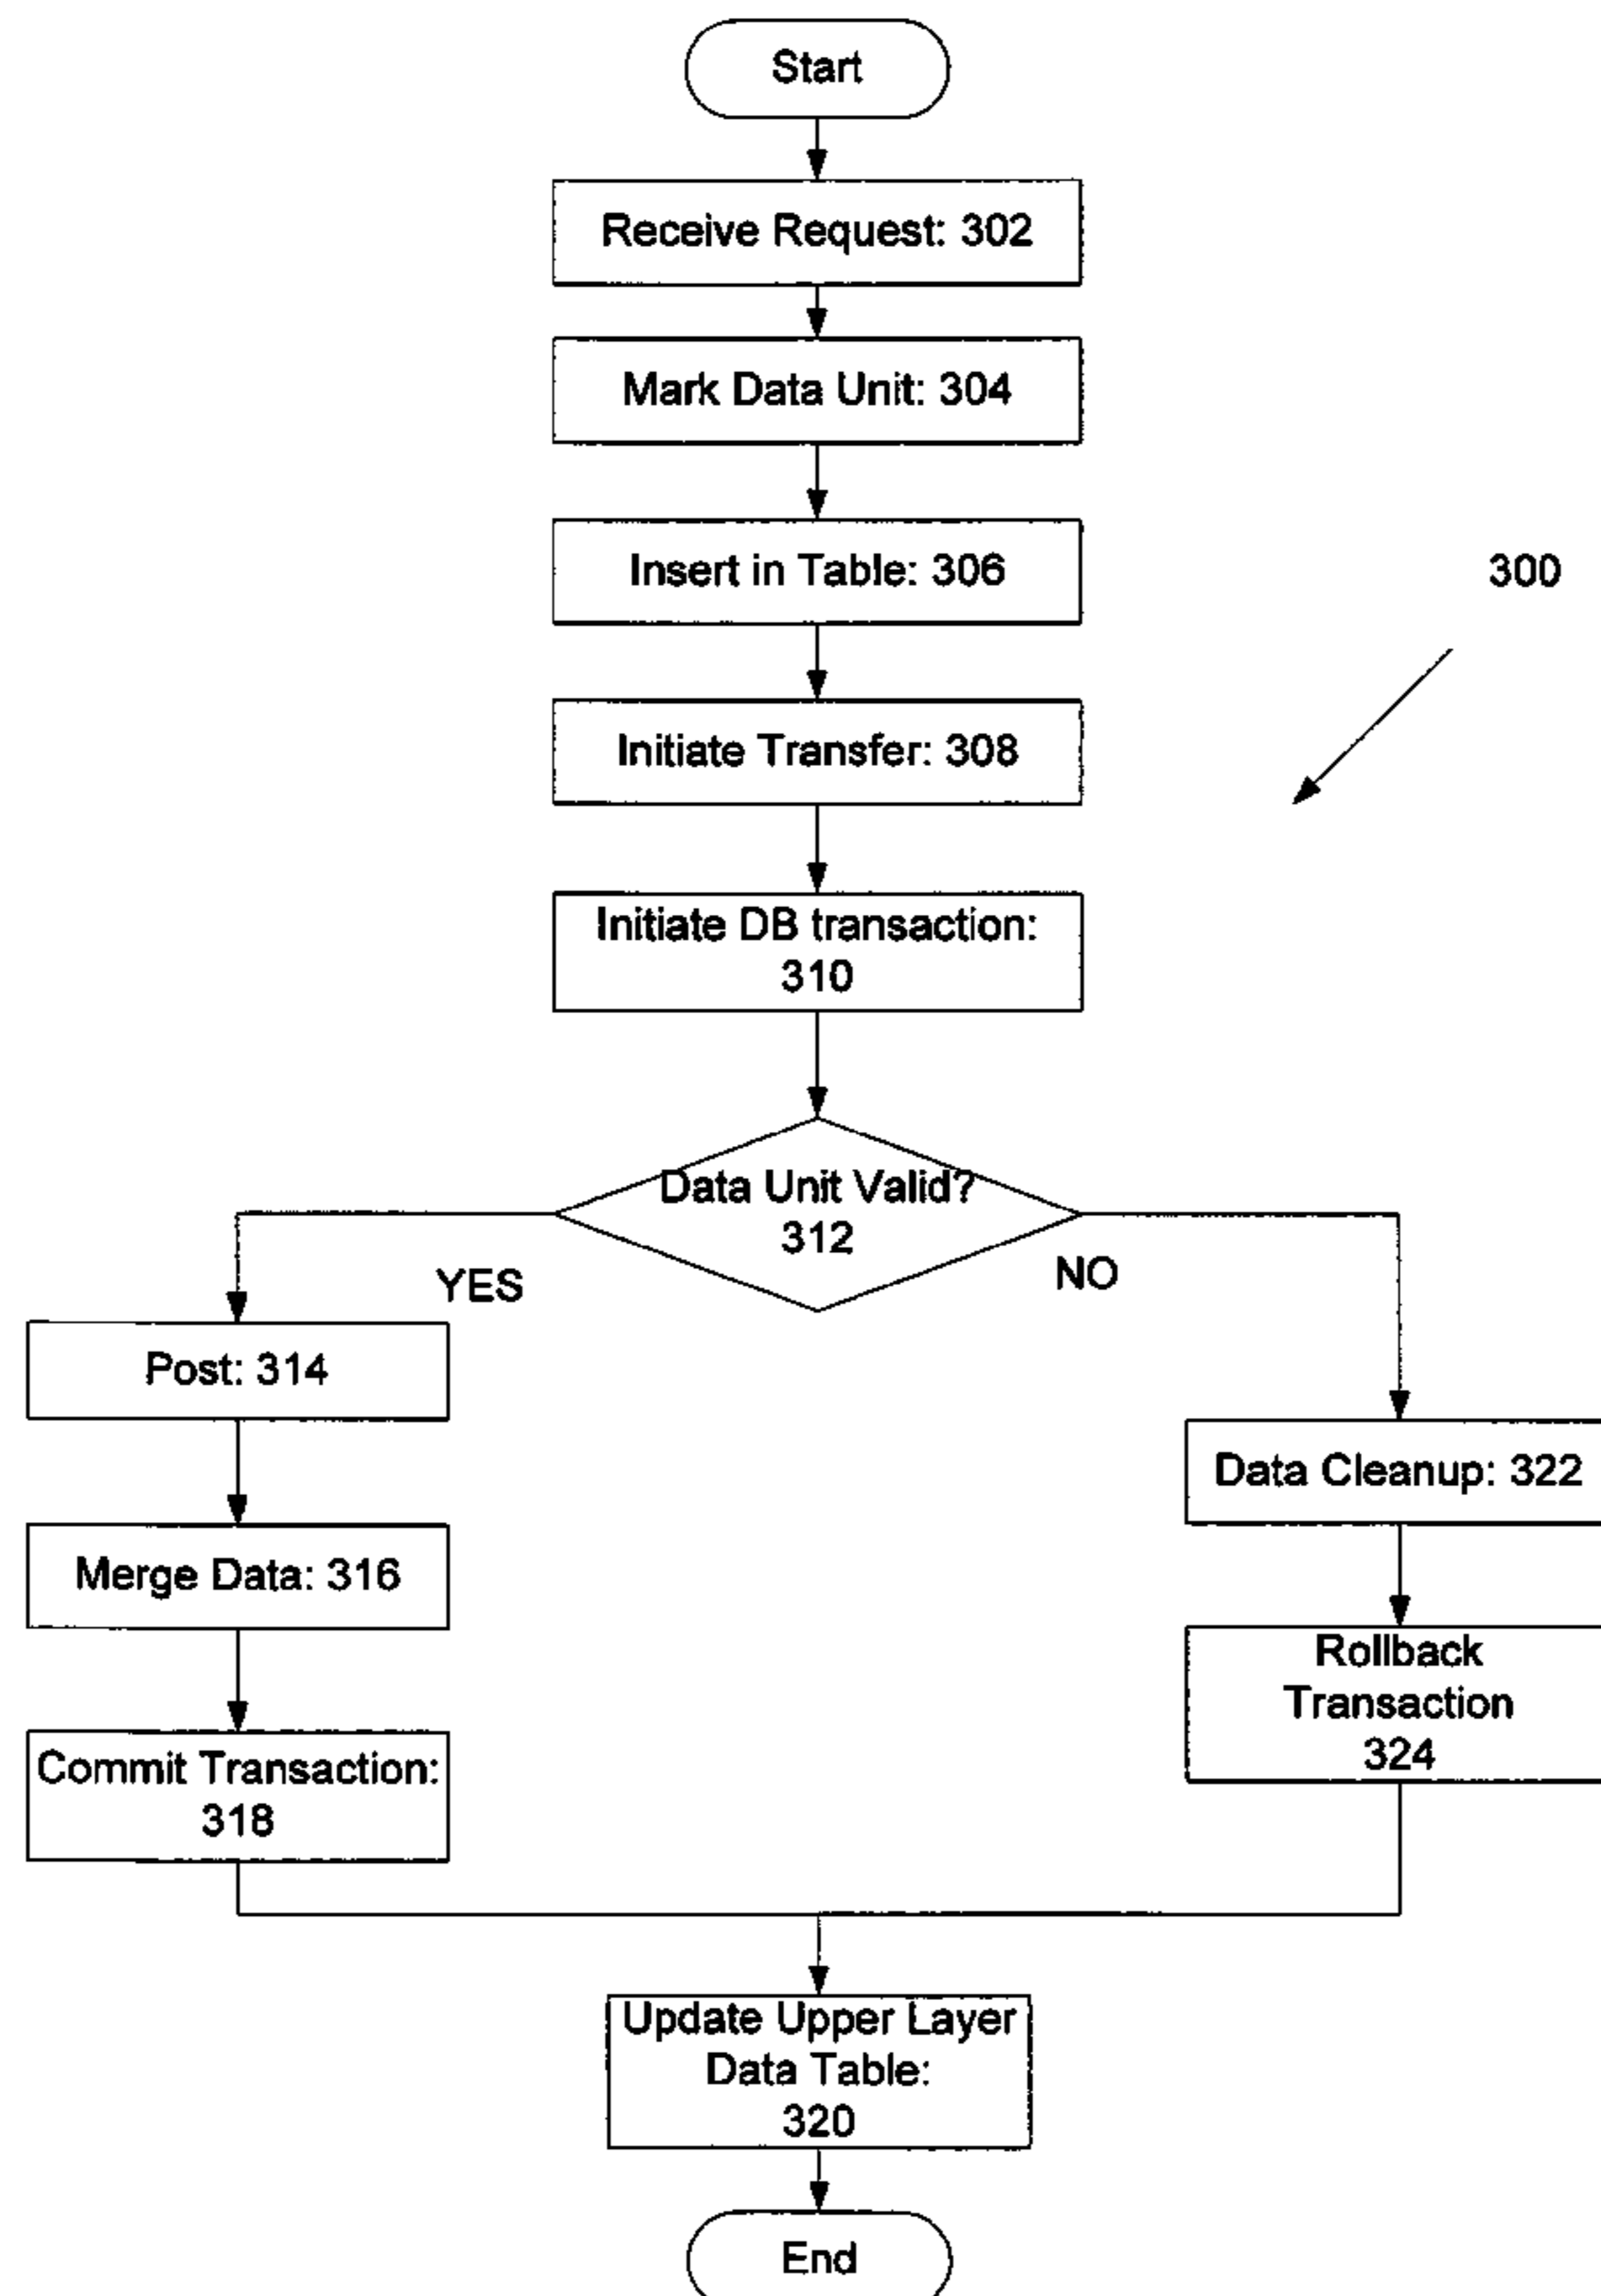 Start
Receive Request: 302
Mark Data Unit: 304
Insert in Table: 306
300
Initiate Transfer: 308
Initiate DB transaction:
310
Data Unit Valid?
312
YES
NO
Post: 314
Data Cleanup: 322
Merge Data: 316
Rollback
Transaction
324
Commit Transaction:
318
Update Upper Layer
Data Table:
320
End